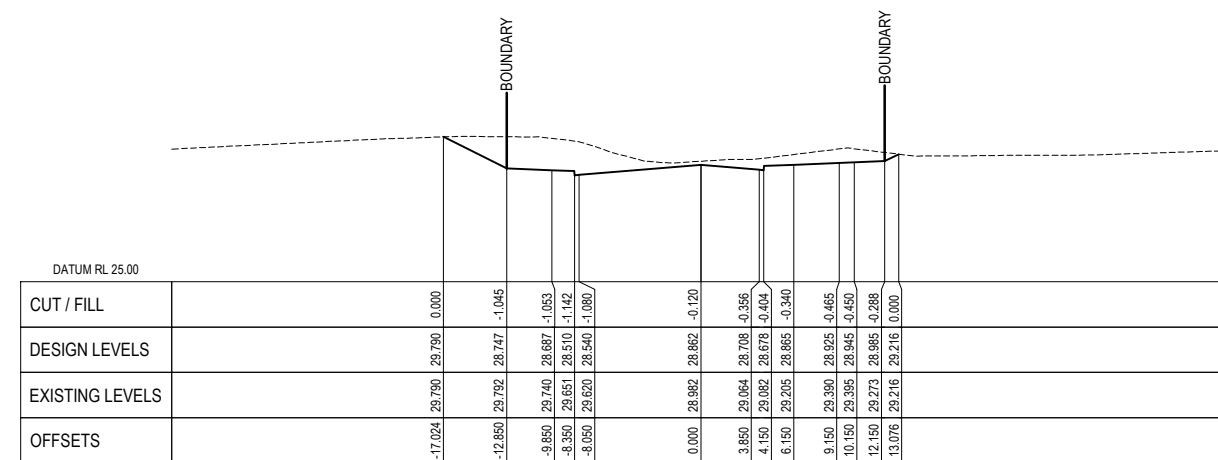 BOUNDARY
BOUNDARY
DATUM RL 25.00
CUT / FILL 0.000 -1.045 -1.053 -1.142 -1.080 -0.120 -0.356 -0.404 -0.340 -0.465 -0.450 -0.288 0.000
DESIGN LEVELS 29.790 28.747 28.687 28.510 28.540 28.862 28.708 28.678 28.865 28.925 28.945 28.985 29.216
EXISTING LEVELS 29.790 29.792 29.740 29.651 29.620 28.982 29.064 29.082 29.205 29.390 29.395 29.273 29.216
OFFSETS -17.024 -12.850 -9.850 -8.350 -8.050 0.000 3.850 4.150 6.150 9.150 10.150 12.150 13.076